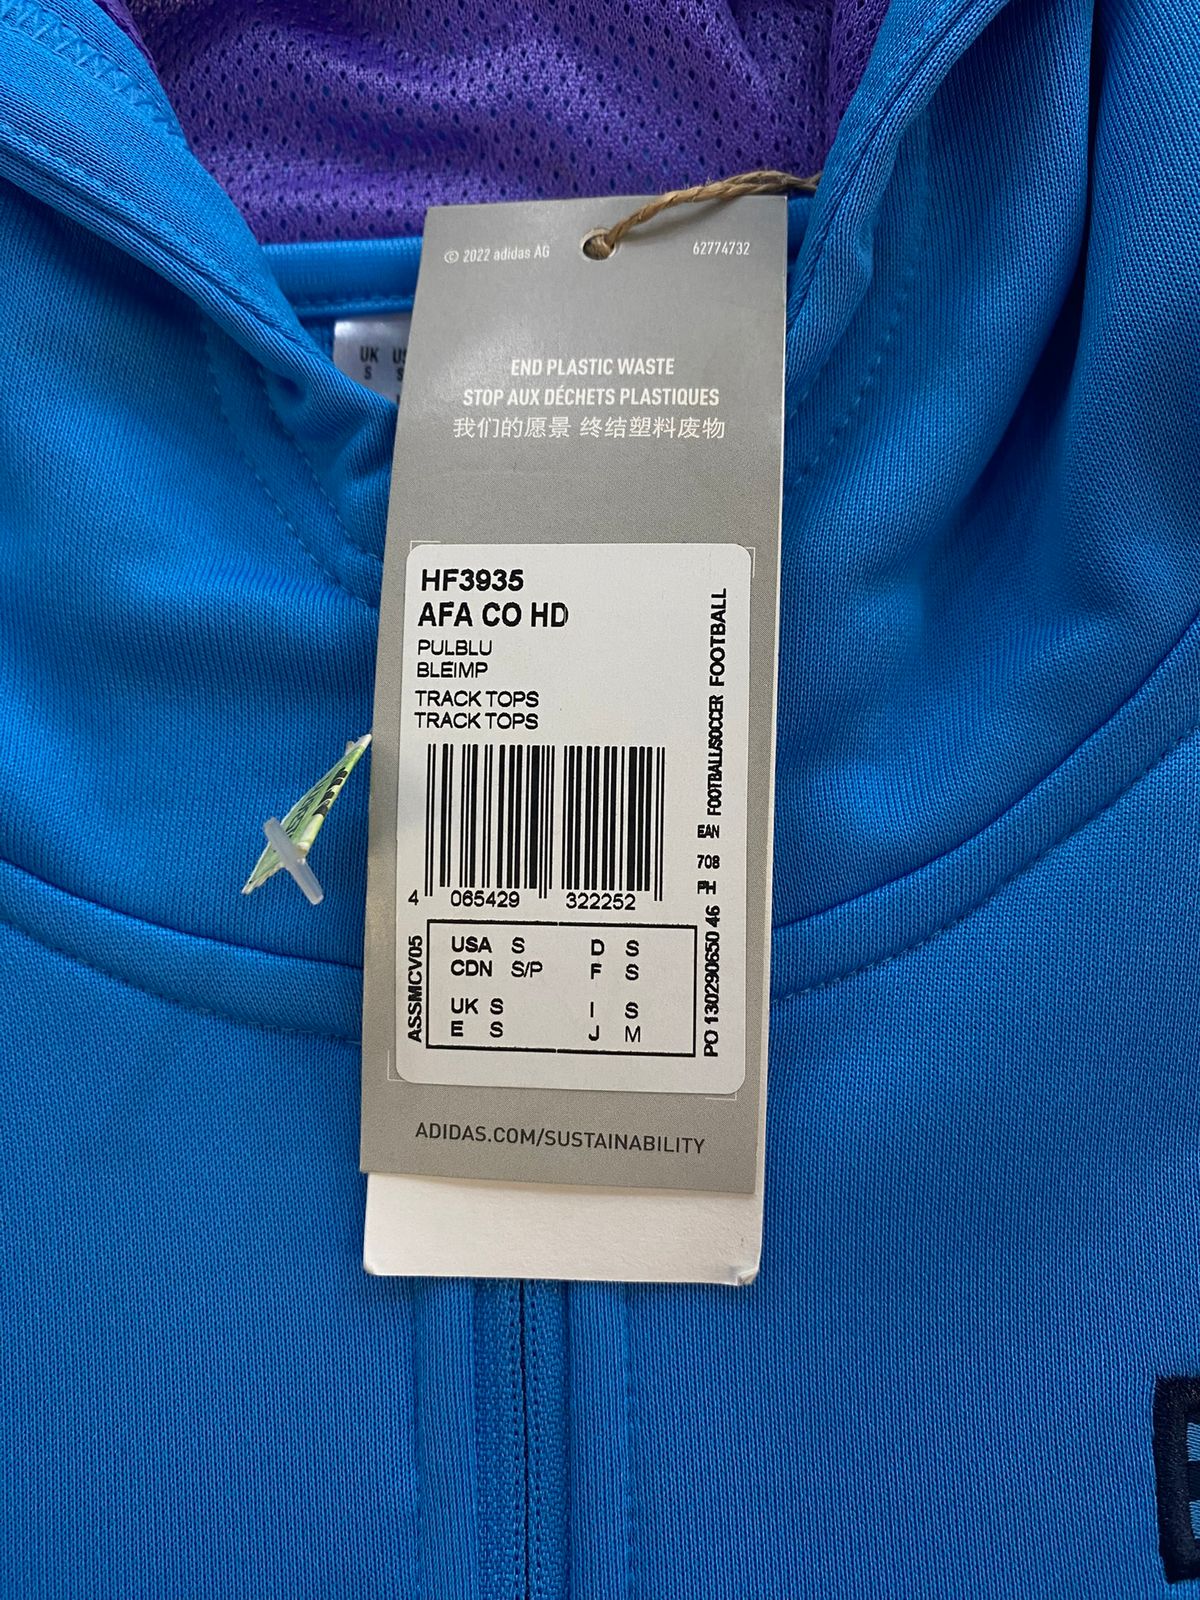 © 2022 adidas AG
62774732
END PLASTIC WASTE
STOP AUX DÉCHETS PLASTIQUES
我们的愿景 终结塑料废物
UK
S
HF3935
AFA CO HD
PULBLU
BLEIMP
TRACK TOPS
TRACK TOPS
4 065429 322252
USA S D S
CDN S/P F S
UK S I S
E S J M
ASSMCV05
PO 130290650 46 PI 708 EAN FOOTBALL/SOCCER FOOTBALL
ADIDAS.COM/SUSTAINABILITY